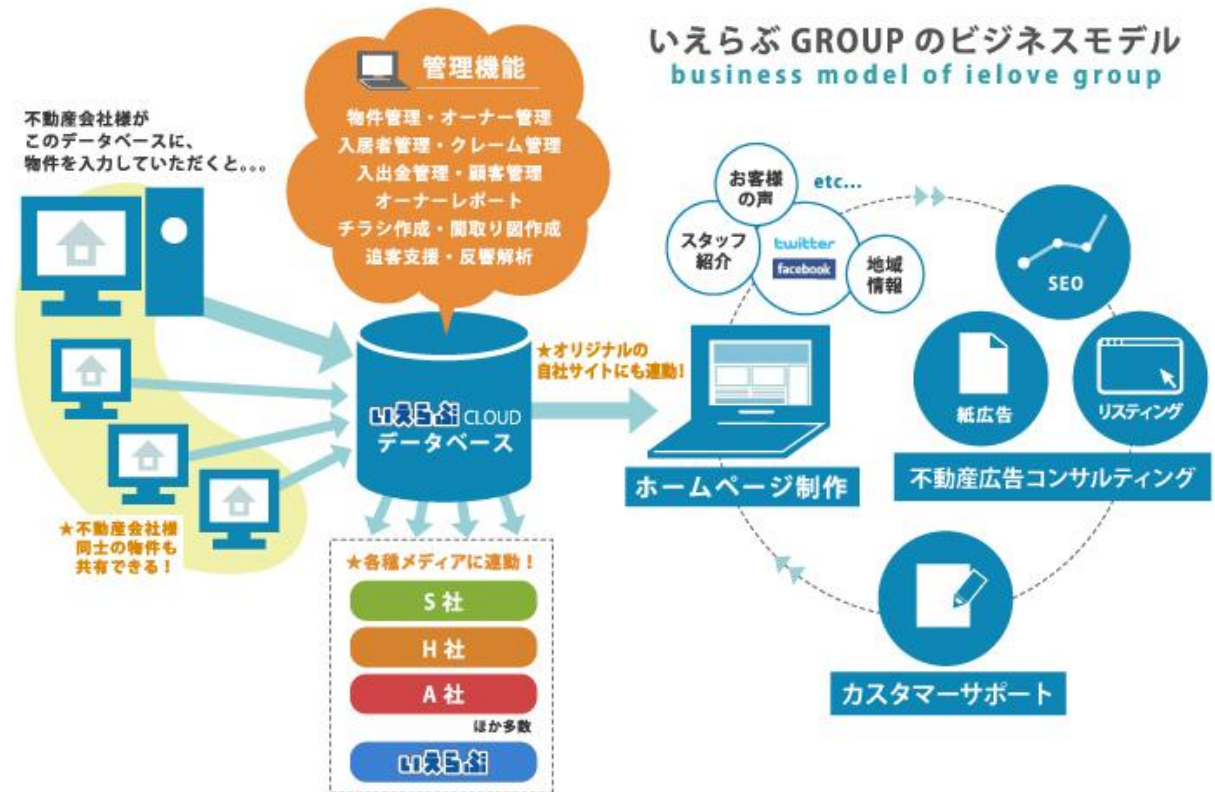 いえらぶ GROUP のビジネスモデル
business model of ielove group
不動産会社様が
このデータベースに、
物件を入力していただくと。。。
管理機能
物件管理・オーナー管理
入居者管理・クレーム管理
入出金管理・顧客管理
オーナーレポート
チラシ作成・間取り図作成
追客支援・反響解析
★不動産会社様
同士の物件も
共有できる！
いえらぶ CLOUD
データベース
★オリジナルの
自社サイトにも連動！
★各種メディアに連動！
S 社
H 社
A 社
ほか多数
いえらぶ
お客様
の声
etc...
スタッフ
紹介
twitter
facebook
地域
情報
ホームページ制作
SEO
紙広告
リスティング
不動産広告コンサルティング
カスタマーサポート